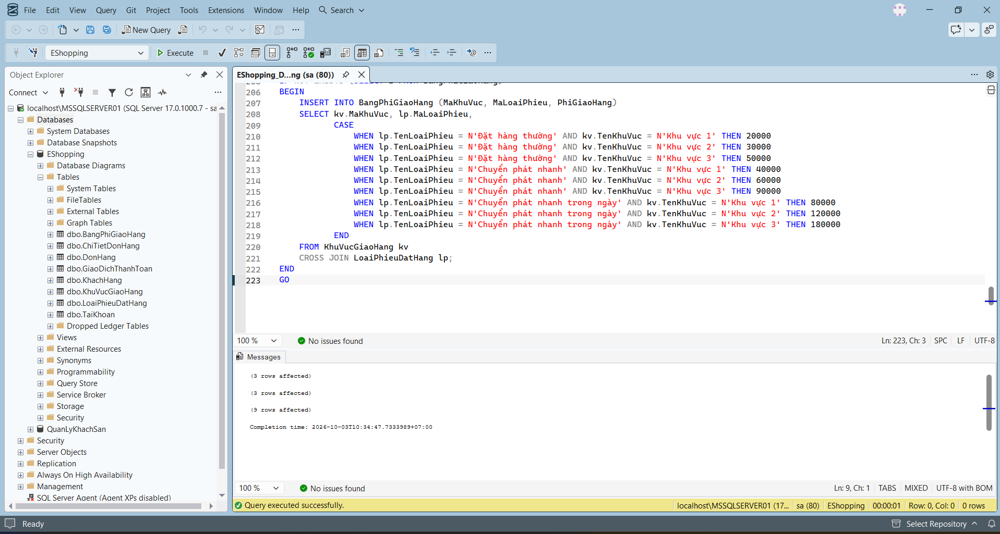 File Edit View Query Git Project Tools Extensions Window Help Search
New Query
EShopping Execute
Object Explorer
Connect
localhost\MSSQLSERVER01 (SQL Server 17.0.1000.7 - sa
Databases
System Databases
Database Snapshots
EShopping
Database Diagrams
Tables
System Tables
FileTables
External Tables
Graph Tables
dbo.BangPhiGiaoHang
dbo.ChiTietDonHang
dbo.DonHang
dbo.GiaoDichThanhToan
dbo.KhachHang
dbo.KhuVucGiaoHang
dbo.LoaiPhieuDatHang
dbo.TaiKhoan
Dropped Ledger Tables
Views
External Resources
Synonyms
Programmability
Query Store
Service Broker
Storage
Security
QuanLyKhachSan
Security
Server Objects
Replication
Always On High Availability
Management
SQL Server Agent (Agent XPs disabled)
EShopping_D...ng (sa (80))
206 BEGIN
207 INSERT INTO BangPhiGiaoHang (MaKhuVuc, MaLoaiPhieu, PhiGiaoHang)
208 SELECT kv.MaKhuVuc, lp.MaLoaiPhieu,
209 CASE
210 WHEN lp.TenLoaiPhieu = N'Đặt hàng thường' AND kv.TenKhuVuc = N'Khu vực 1' THEN 20000
211 WHEN lp.TenLoaiPhieu = N'Đặt hàng thường' AND kv.TenKhuVuc = N'Khu vực 2' THEN 30000
212 WHEN lp.TenLoaiPhieu = N'Đặt hàng thường' AND kv.TenKhuVuc = N'Khu vực 3' THEN 50000
213 WHEN lp.TenLoaiPhieu = N'Chuyển phát nhanh' AND kv.TenKhuVuc = N'Khu vực 1' THEN 40000
214 WHEN lp.TenLoaiPhieu = N'Chuyển phát nhanh' AND kv.TenKhuVuc = N'Khu vực 2' THEN 60000
215 WHEN lp.TenLoaiPhieu = N'Chuyển phát nhanh' AND kv.TenKhuVuc = N'Khu vực 3' THEN 90000
216 WHEN lp.TenLoaiPhieu = N'Chuyển phát nhanh trong ngày' AND kv.TenKhuVuc = N'Khu vực 1' THEN 80000
217 WHEN lp.TenLoaiPhieu = N'Chuyển phát nhanh trong ngày' AND kv.TenKhuVuc = N'Khu vực 2' THEN 120000
218 WHEN lp.TenLoaiPhieu = N'Chuyển phát nhanh trong ngày' AND kv.TenKhuVuc = N'Khu vực 3' THEN 180000
219 END
220 FROM KhuVucGiaoHang kv
221 CROSS JOIN LoaiPhieuDatHang lp;
222 END
223 GO
100 % No issues found Ln: 223, Ch: 3 SPC LF UTF-8
Messages
(3 rows affected)
(3 rows affected)
(9 rows affected)
Completion time: 2026-10-03T10:34:47.7333989+07:00
100 % No issues found Ln: 9, Ch: 1 TABS MIXED UTF-8 with BOM
Query executed successfully. localhost\MSSQLSERVER01 (17... sa (80) EShopping 00:00:01 Row: 0, Col: 0 0 rows
Ready Select Repository